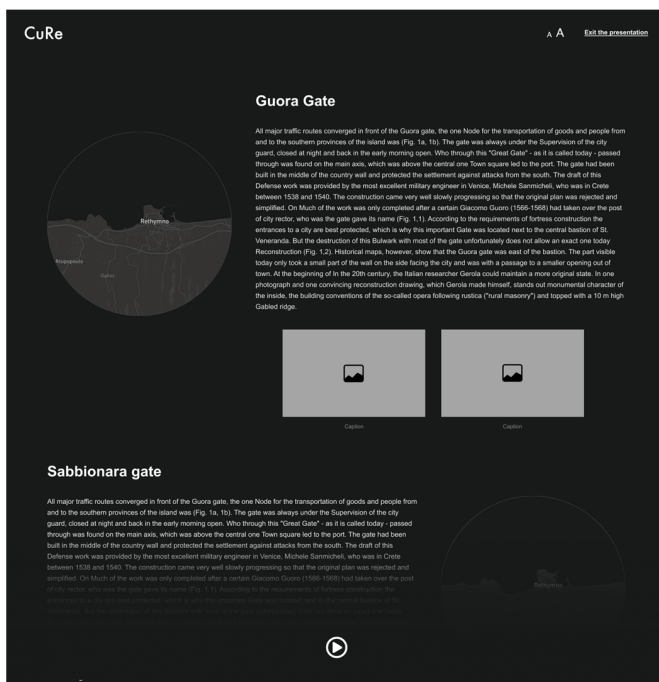 CuRe
A A
Exit the presentation
Guora Gate
All major traffic routes converged in front of the Guora gate, the one Node for the transportation of goods and people from
and to the southern provinces of the island was (Fig. 1a, 1b). The gate was always under the Supervision of the city
guard, closed at night and back in the early morning open. Who through this "Great Gate" - as it is called today - passed
through was found on the main axis, which was above the central one Town square led to the port. The gate had been
built in the middle of the country wall and protected the settlement against attacks from the south. The draft of this
Defense work was provided by the most excellent military engineer in Venice, Michele Sanmicheli, who was in Crete
between 1538 and 1540. The construction came very well slowly progressing so that the original plan was rejected and
simplified. On Much of the work was only completed after a certain Giacomo Guoro (1566-1568) had taken over the post
of city rector, who was the gate gave its name (Fig. 1,1). According to the requirements of fortress construction the
entrances to a city are best protected, which is why this important Gate was located next to the central bastion of St.
Veneranda. But the destruction of this Bulwark with most of the gate unfortunately does not allow an exact one today
Reconstruction (Fig. 1,2). Historical maps, however, show that the Guora gate was east of the bastion. The part visible
today only took a small part of the wall on the side facing the city and was with a passage to a smaller opening out of
town. At the beginning of In the 20th century, the Italian researcher Gerola could maintain a more original state. In one
photograph and one convincing reconstruction drawing, which Gerola made himself, stands out monumental character of
the inside, the building conventions of the so-called opera following rustica ("rural masonry") and topped with a 10 m high
Gabled ridge.
Rethymno
Atsipopoulo
Gallos
Caption
Caption
Sabbionara gate
All major traffic routes converged in front of the Guora gate, the one Node for the transportation of goods and people from
and to the southern provinces of the island was (Fig. 1a, 1b). The gate was always under the Supervision of the city
guard, closed at night and back in the early morning open. Who through this "Great Gate" - as it is called today - passed
through was found on the main axis, which was above the central one Town square led to the port. The gate had been
built in the middle of the country wall and protected the settlement against attacks from the south. The draft of this
Defense work was provided by the most excellent military engineer in Venice, Michele Sanmicheli, who was in Crete
between 1538 and 1540. The construction came very well slowly progressing so that the original plan was rejected and
simplified. On Much of the work was only completed after a certain Giacomo Guoro (1566-1568) had taken over the post
of city rector, who was the gate gave its name (Fig. 1,1). According to the requirements of fortress construction the
Rethymno